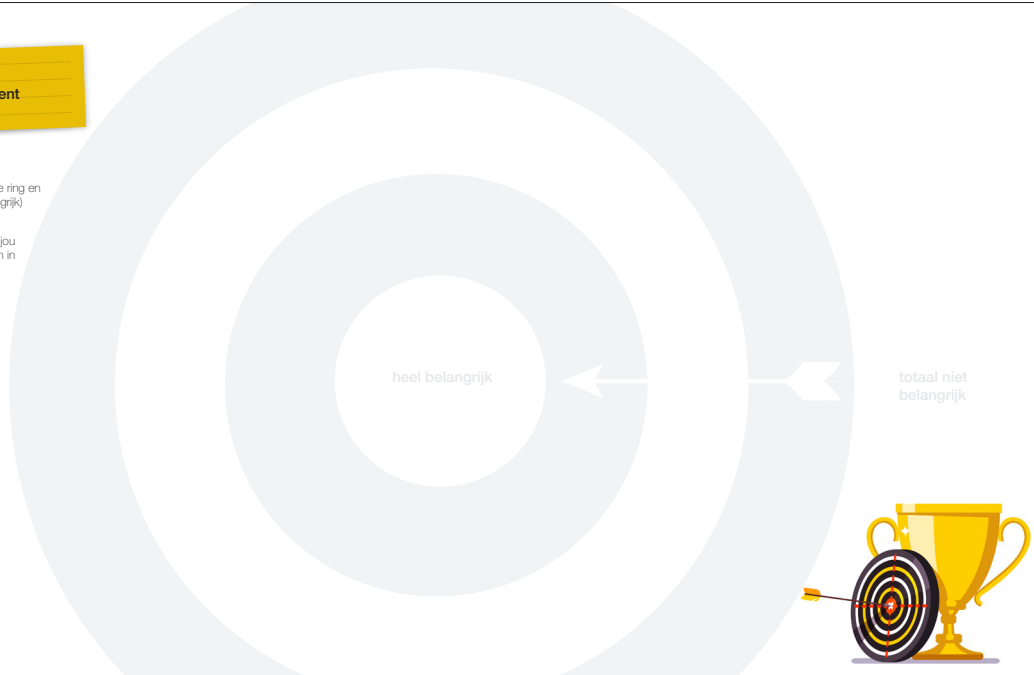 ent
e ring en
grijk)
jou
n in
heel belangrijk
totaal niet
belangrijk